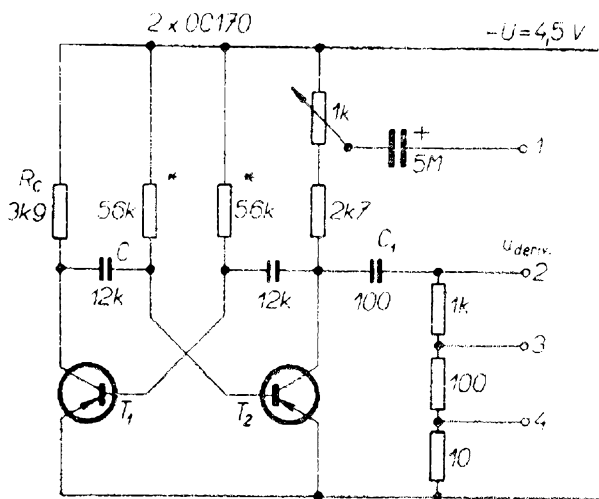 2 x OC170
-U = 4,5 V
1k
+
5M
1
Rc
3k9
*
56k
*
56k
2k7
C
12k
12k
C1
100
u deriv.
2
1k
3
100
4
10
T1
T2